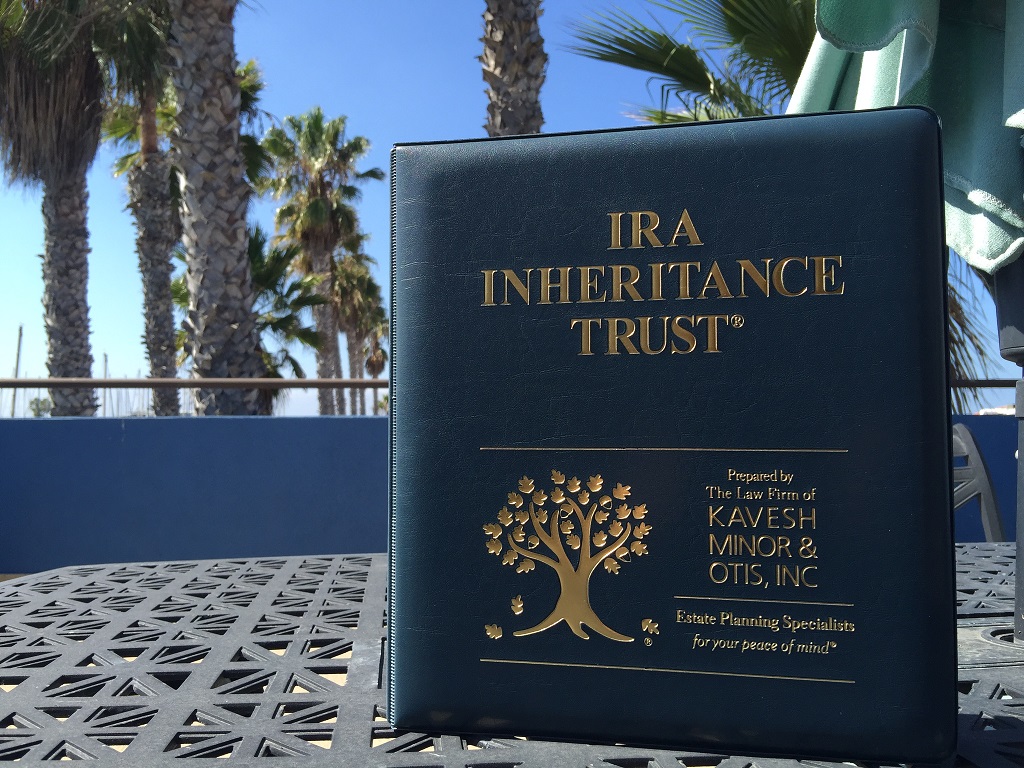 IRA
INHERITANCE
TRUST®
Prepared by
The Law Firm of
KAVESH
MINOR &
OTIS, INC
Estate Planning Specialists
for your peace of mind®
®